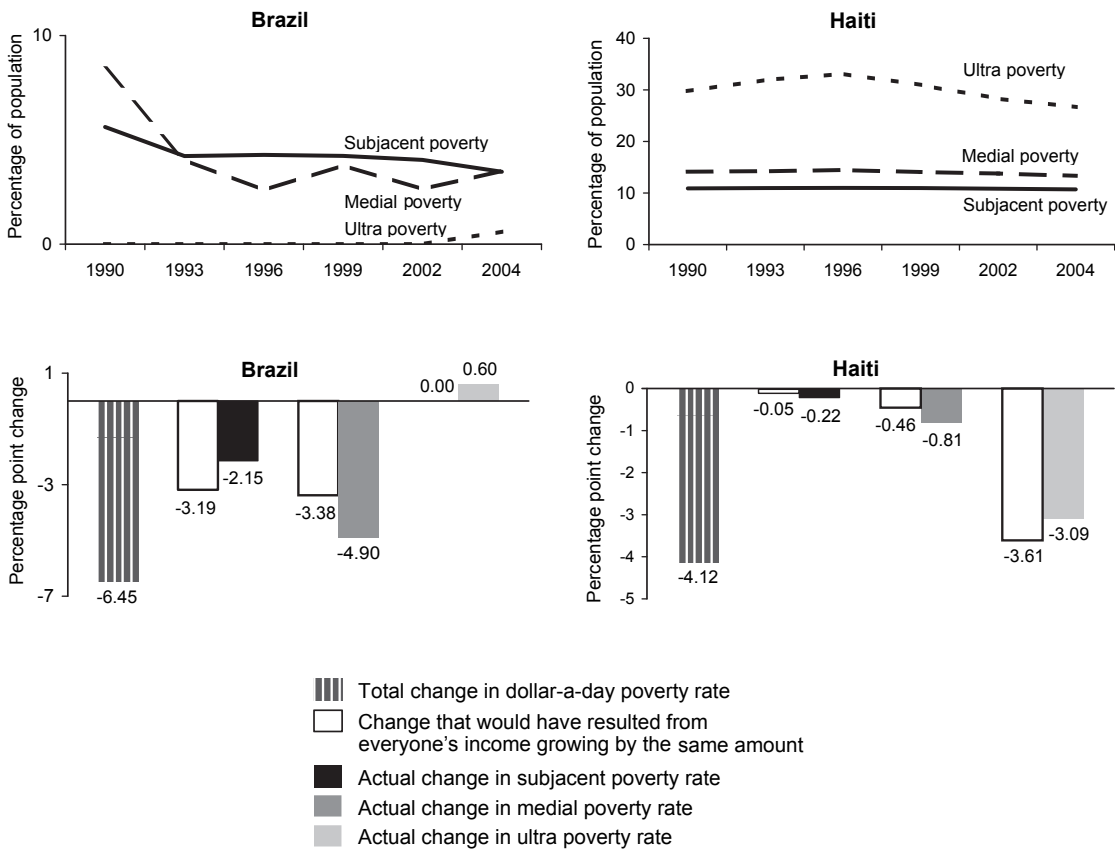 Brazil
10
0
Percentage of population
Subjacent poverty
Medial poverty
Ultra poverty
1990 1993 1996 1999 2002 2004
Haiti
40
30
20
10
0
Percentage of population
Ultra poverty
Medial poverty
Subjacent poverty
1990 1993 1996 1999 2002 2004
Brazil
1
-3
-7
Percentage point change
-6.45
-3.19
-2.15
-3.38
-4.90
0.00
0.60
Haiti
0
-1
-2
-3
-4
-5
Percentage point change
-4.12
-0.05
-0.22
-0.46
-0.81
-3.61
-3.09
Total change in dollar-a-day poverty rate
Change that would have resulted from
everyone's income growing by the same amount
Actual change in subjacent poverty rate
Actual change in medial poverty rate
Actual change in ultra poverty rate